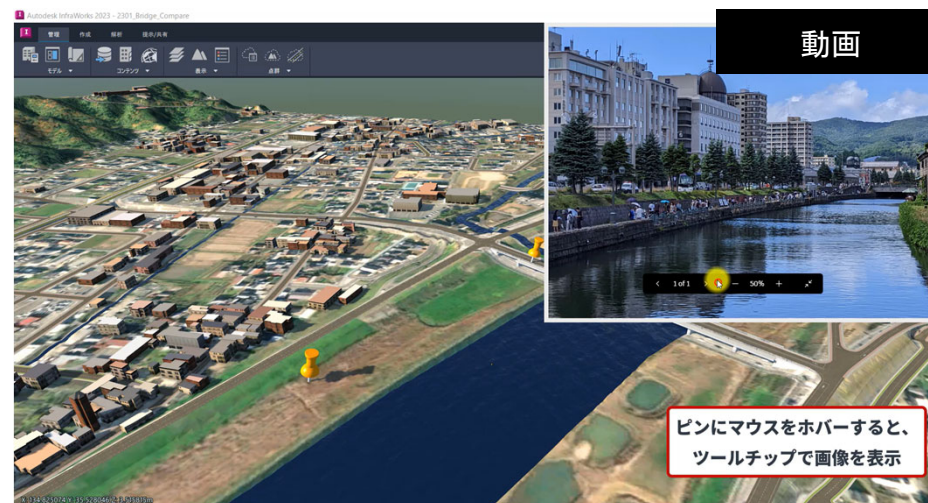 Autodesk InfraWorks 2023 - 2301_Bridge_Compare
動画
管理 作成 解析 提示/共有
モデル コンテンツ 表示 点群
1 of 1 50%
ピンにマウスをホバーすると、
ツールチップで画像を表示